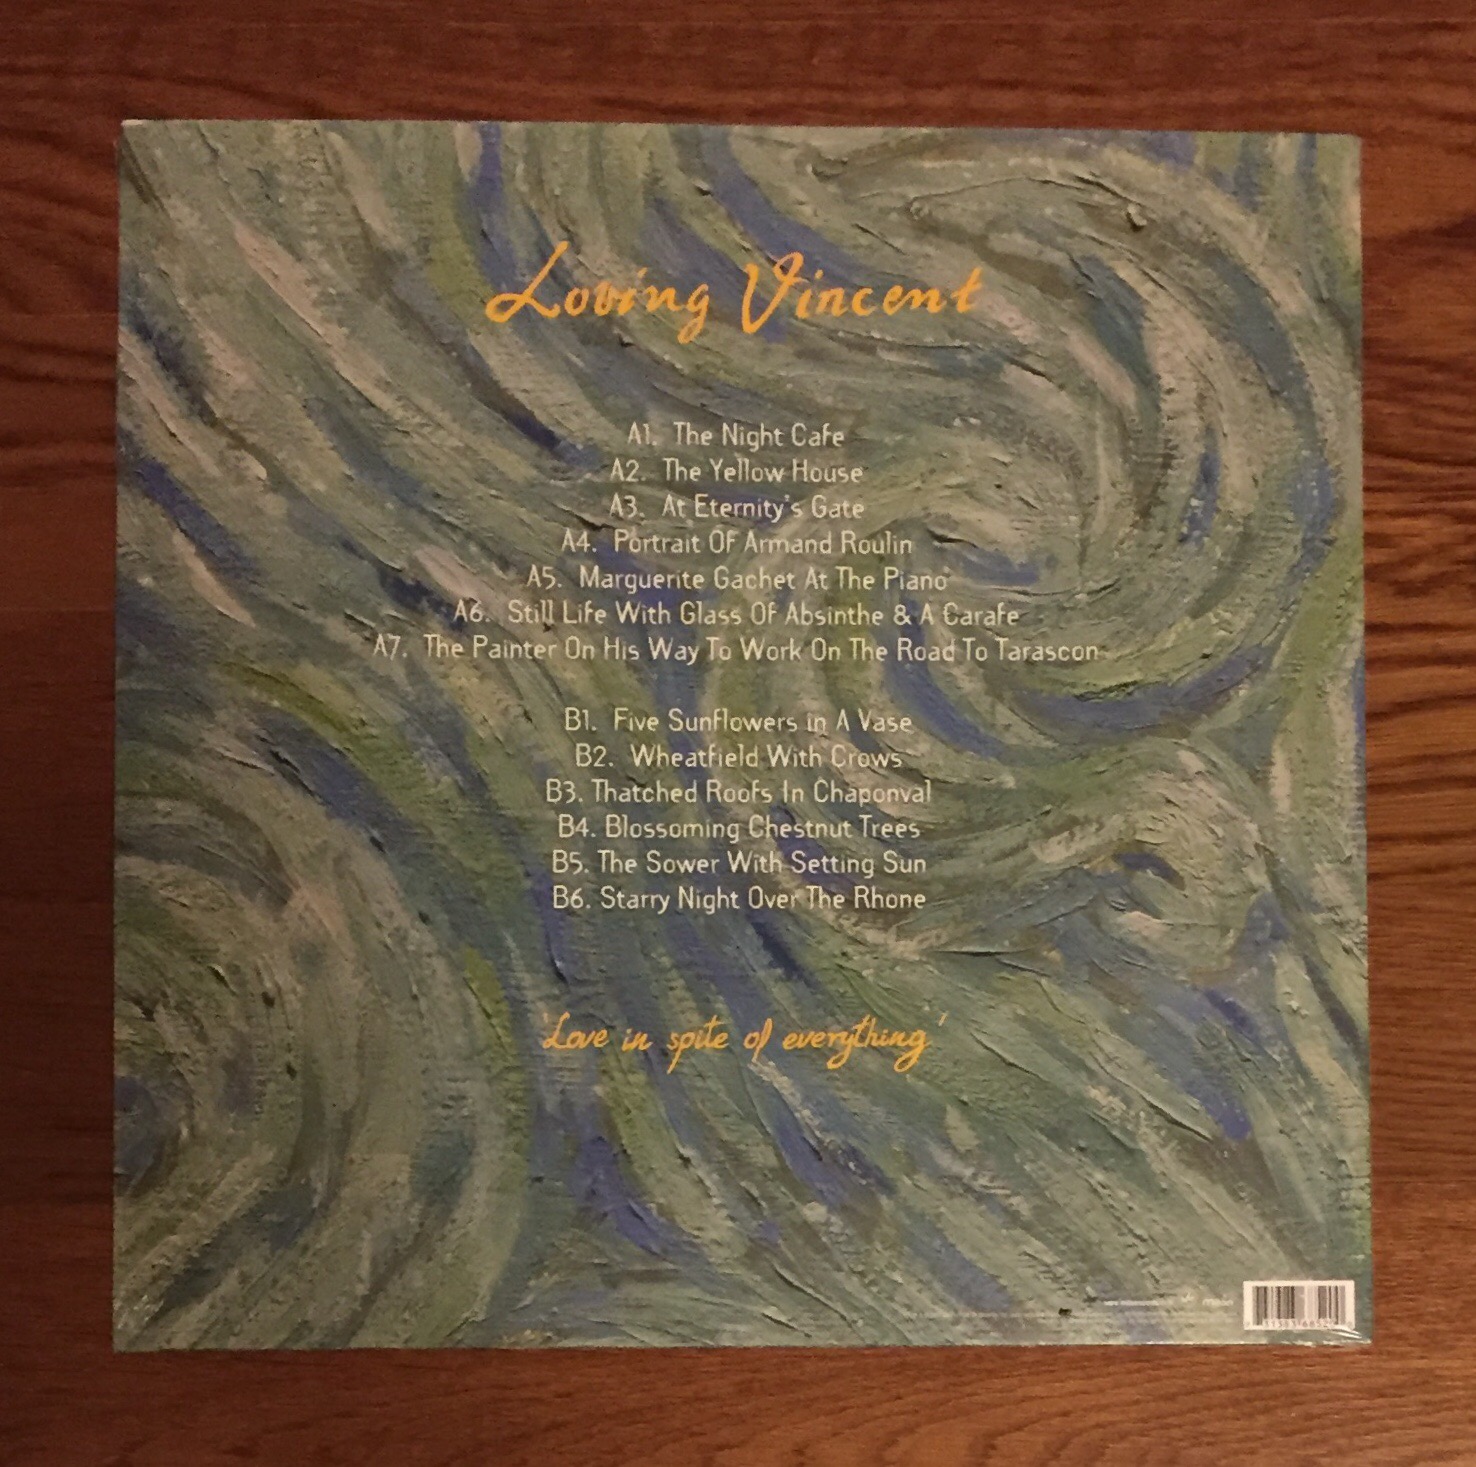 Loving Vincent
A1. The Night Cafe
A2. The Yellow House
A3. At Eternity's Gate
A4. Portrait Of Armand Roulin
A5. Marguerite Gachet At The Piano
A6. Still Life With Glass Of Absinthe & A Carafe
A7. The Painter On His Way To Work On The Road To Tarascon
B1. Five Sunflowers in A Vase
B2. Wheatfield With Crows
B3. Thatched Roofs In Chaponval
B4. Blossoming Chestnut Trees
B5. The Sower With Setting Sun
B6. Starry Night Over The Rhone
'Love in spite of everything'